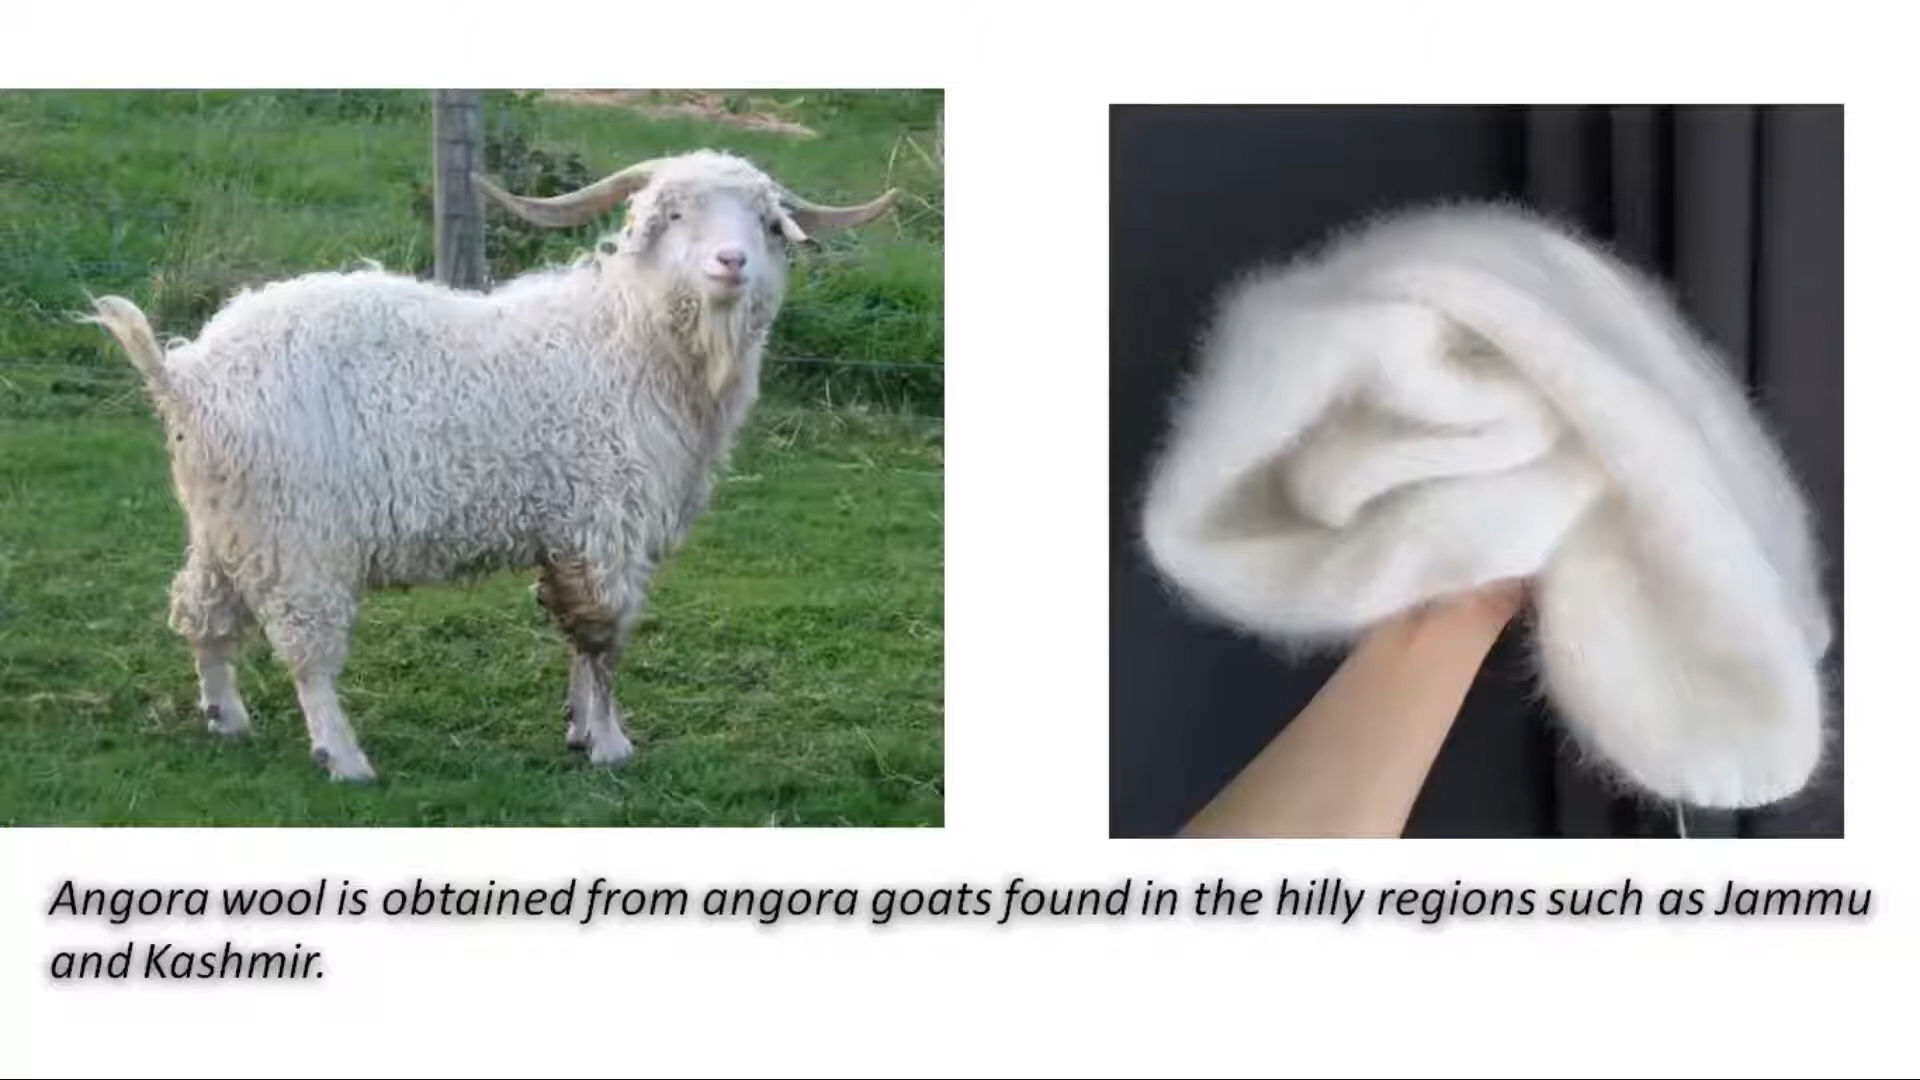 Angora wool is obtained from angora goats found in the hilly regions such as Jammu
and Kashmir.